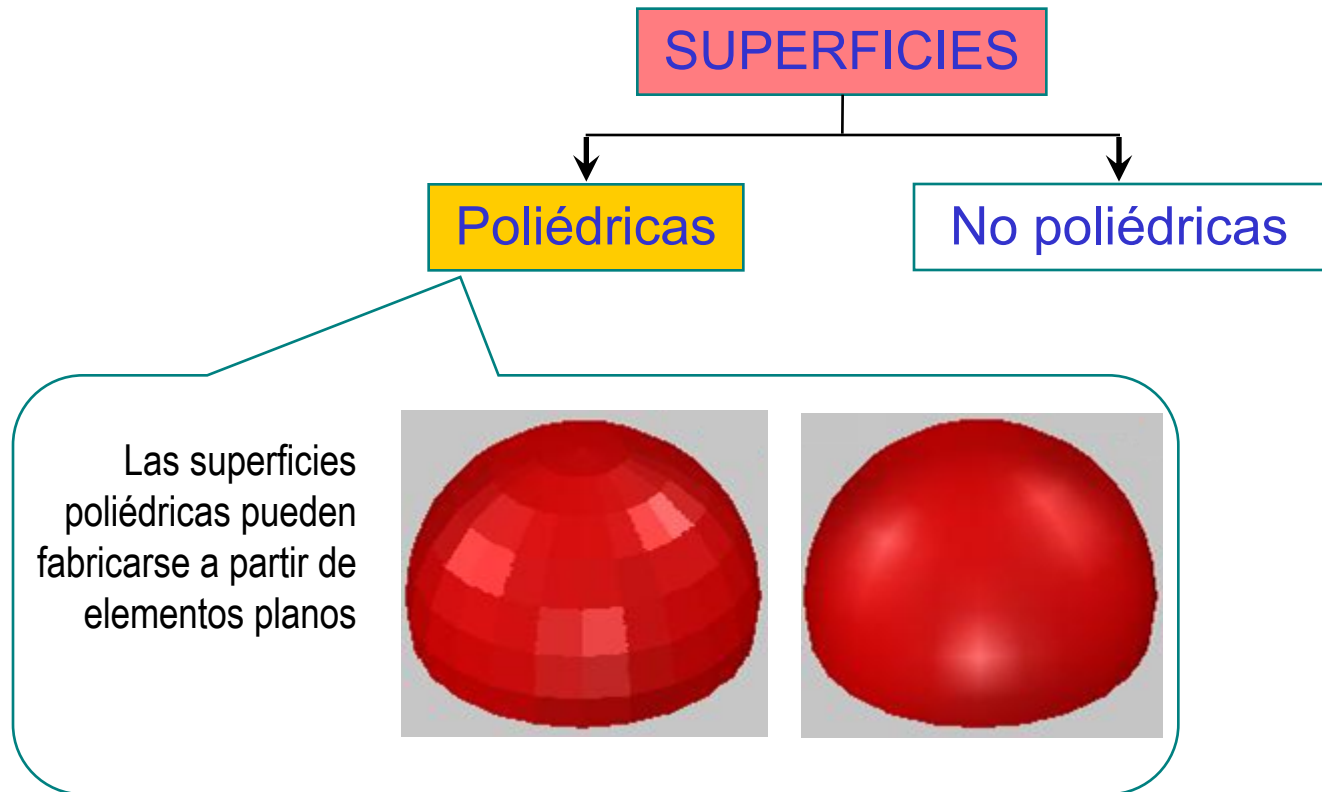 SUPERFICIES
Poliédricas
No poliédricas
Las superficies
poliédricas pueden
fabricarse a partir de
elementos planos